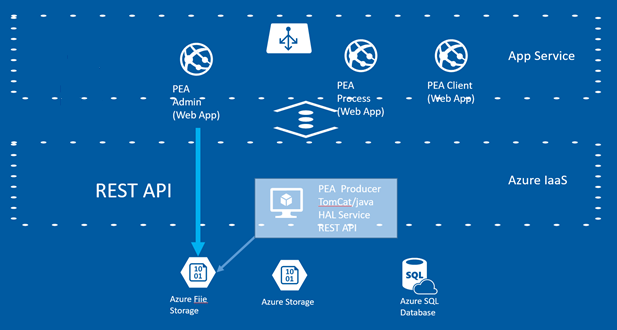 App Service
PEA
Admin
(Web App)
PEA
Process
(Web App)
PEA Client
(Web App)
REST API
Azure IaaS
PEA Producer
TomCat/java
HAL Service
REST API
10
01
Azure File
Storage
10
01
Azure Storage
SQL
Azure SQL
Database